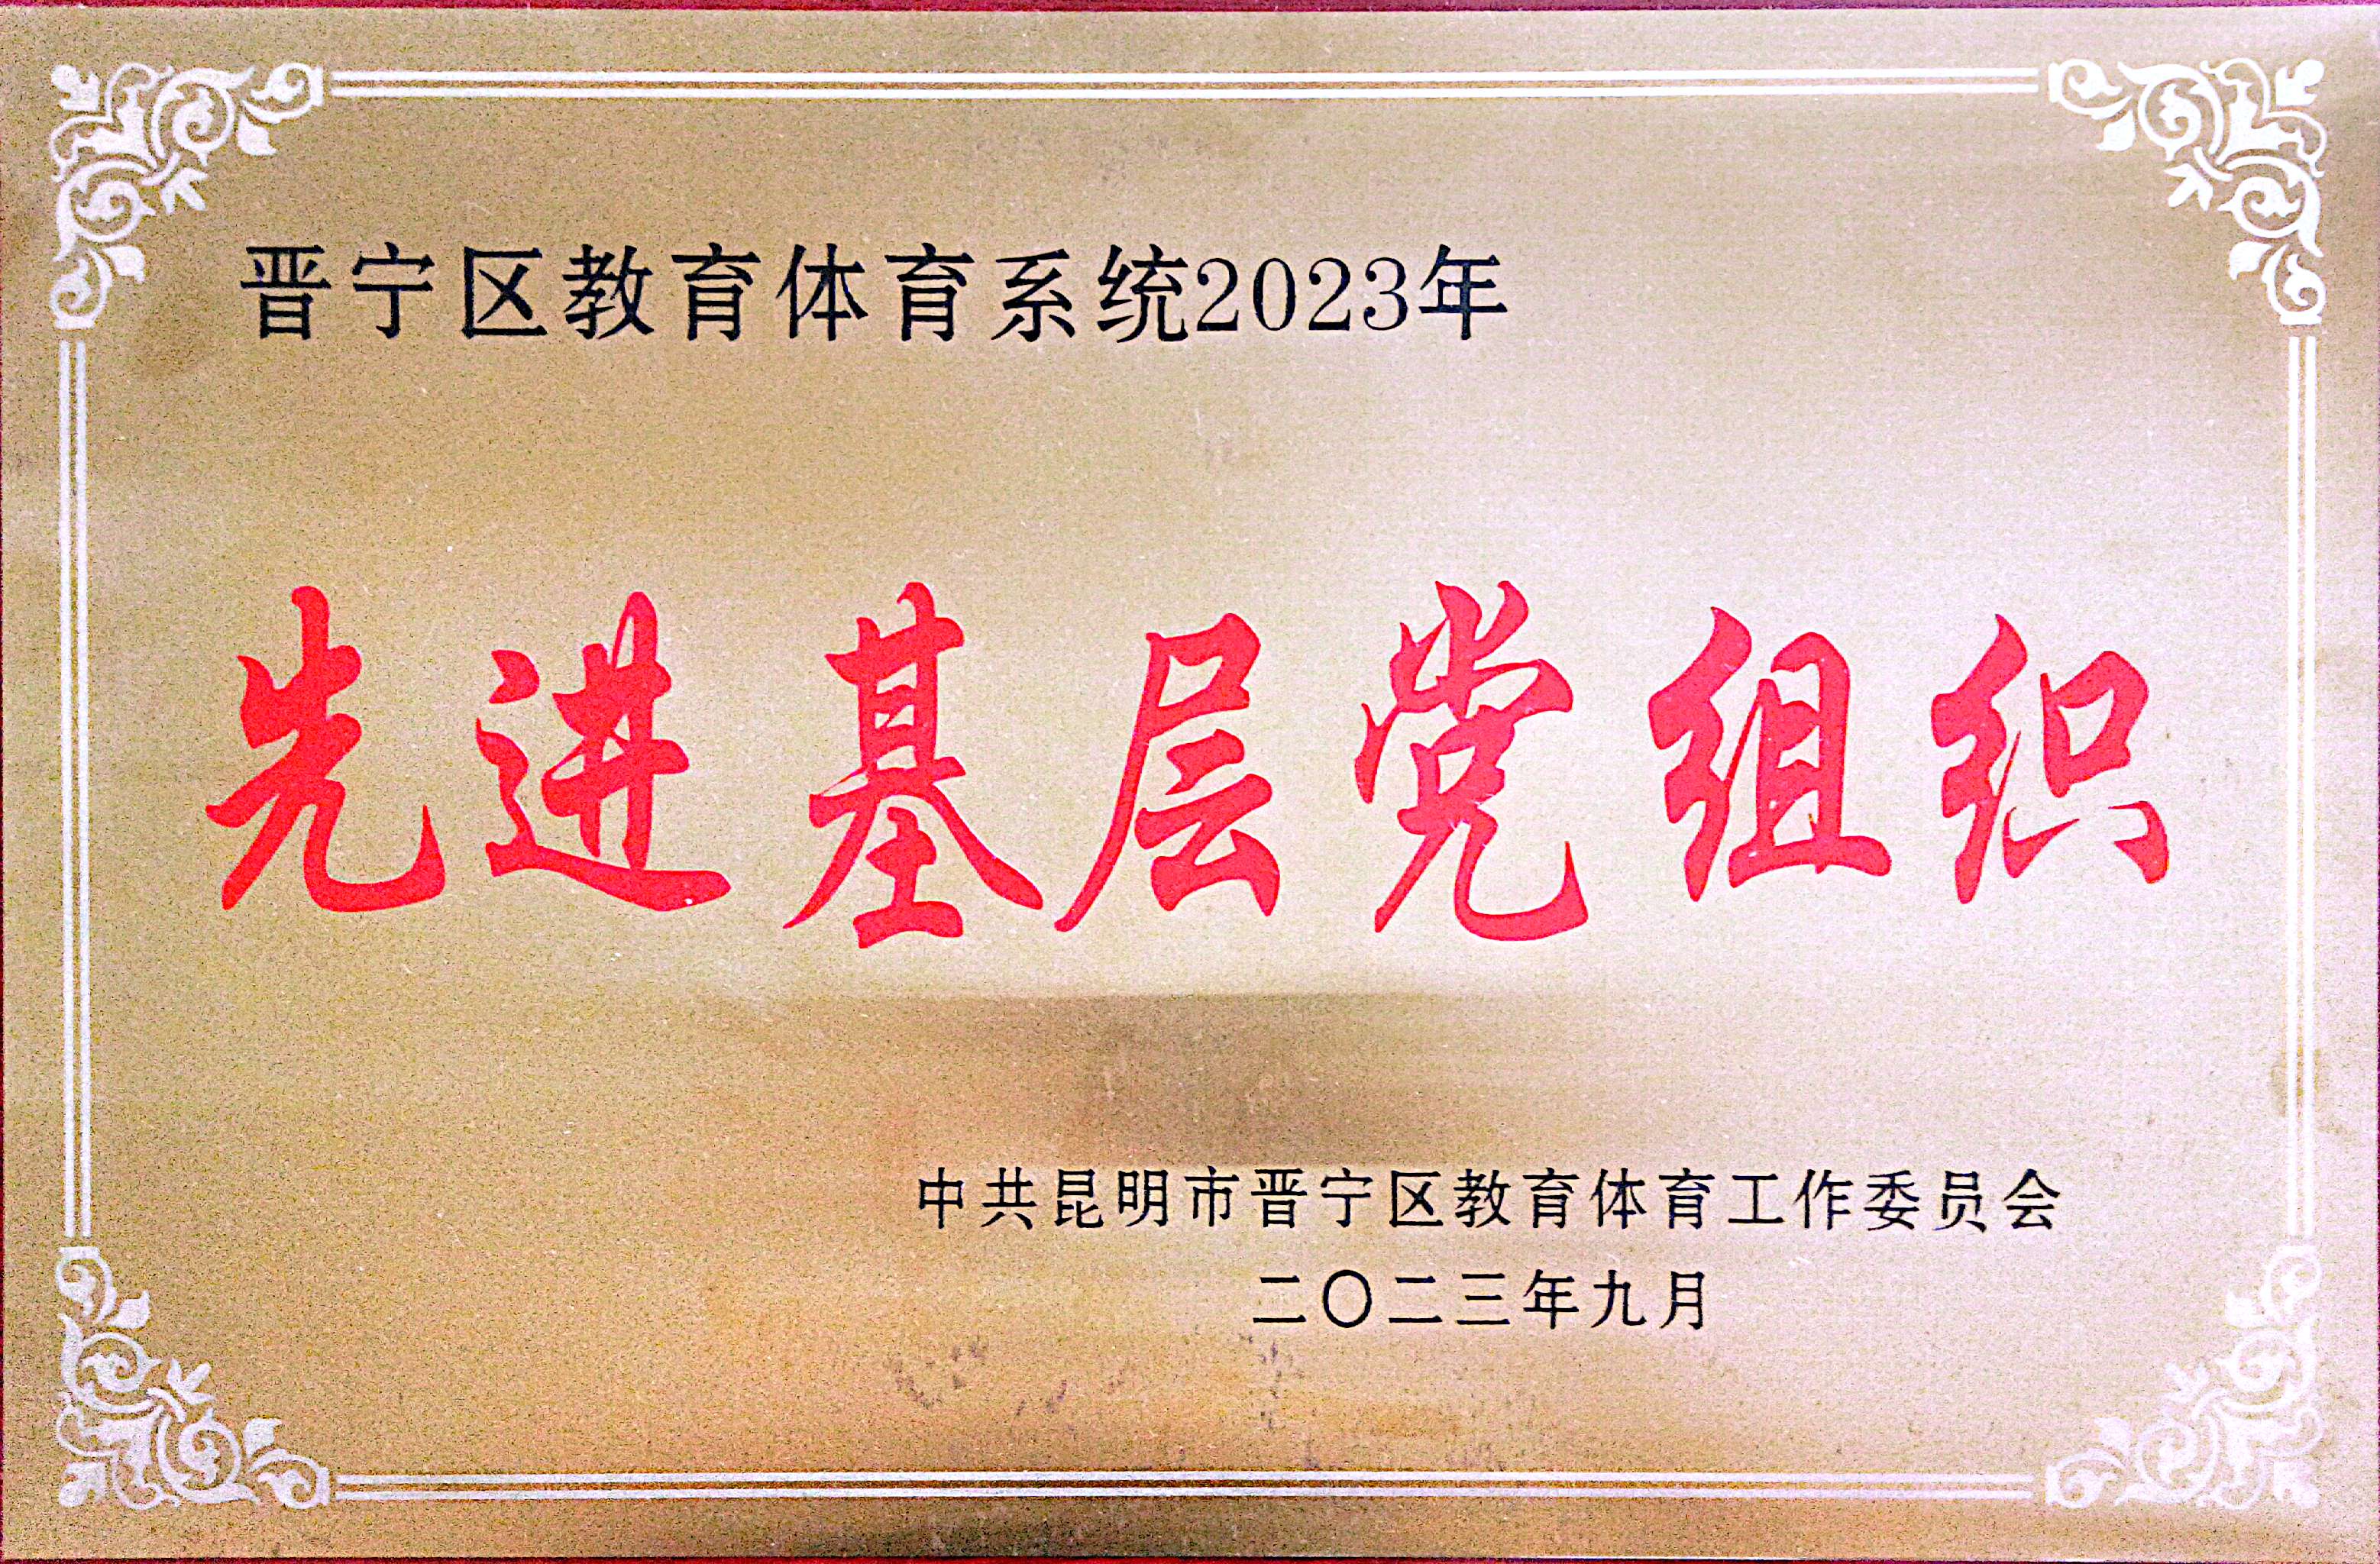 晋宁区教育体育系统2023年
先进基层党组织
中共昆明市晋宁区教育体育工作委员会
二〇二三年九月